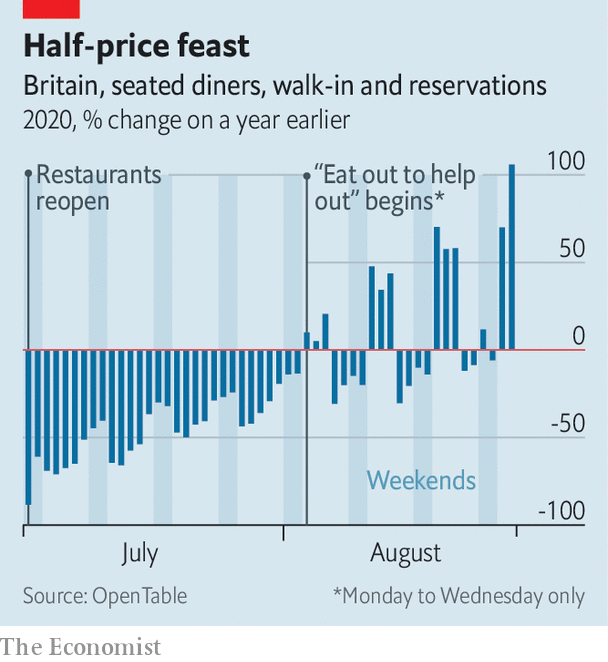 Half-price feast
Britain, seated diners, walk-in and reservations
2020, % change on a year earlier
Restaurants
reopen
“Eat out to help
out” begins*
100
50
0
-50
-100
Weekends
July
August
Source: OpenTable
*Monday to Wednesday only
The Economist